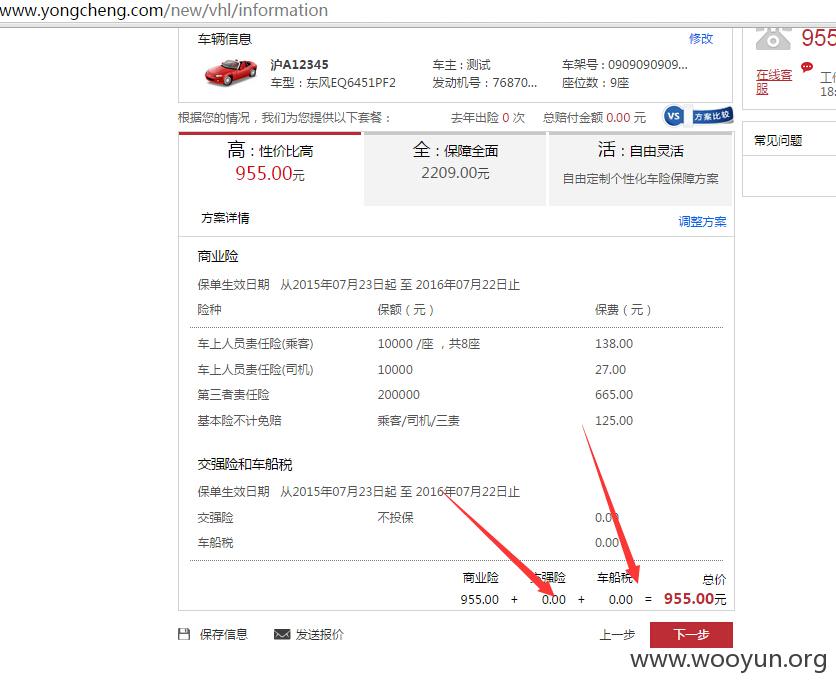 www.yongcheng.com/new/vhl/information
车辆信息 修改
沪A12345 车主：测试 车架号：0909090909...
车型：东风EQ6451PF2 发动机号：76870... 座位数：9座
955
在线客服
18:
根据您的情况，我们为您提供以下套餐： 去年出险 0 次 总赔付金额 0.00 元 VS 方案比较
高：性价比高 全：保障全面 活：自由灵活
955.00元 2209.00元 自由定制个性化车险保障方案
常见问题
方案详情 调整方案
商业险
保单生效日期 从2015年07月23日起 至 2016年07月22日止
险种 保额（元） 保费（元）
车上人员责任险(乘客) 10000 /座 ，共8座 138.00
车上人员责任险(司机) 10000 27.00
第三者责任险 200000 665.00
基本险不计免赔 乘客/司机/三责 125.00
交强险和车船税
保单生效日期 从2015年07月23日起 至 2016年07月22日止
交强险 不投保 0.00
车船税 0.00
商业险 交强险 车船税 总价
955.00 + 0.00 + 0.00 = 955.00元
保存信息 发送报价 上一步 下一步
www.wooyun.org